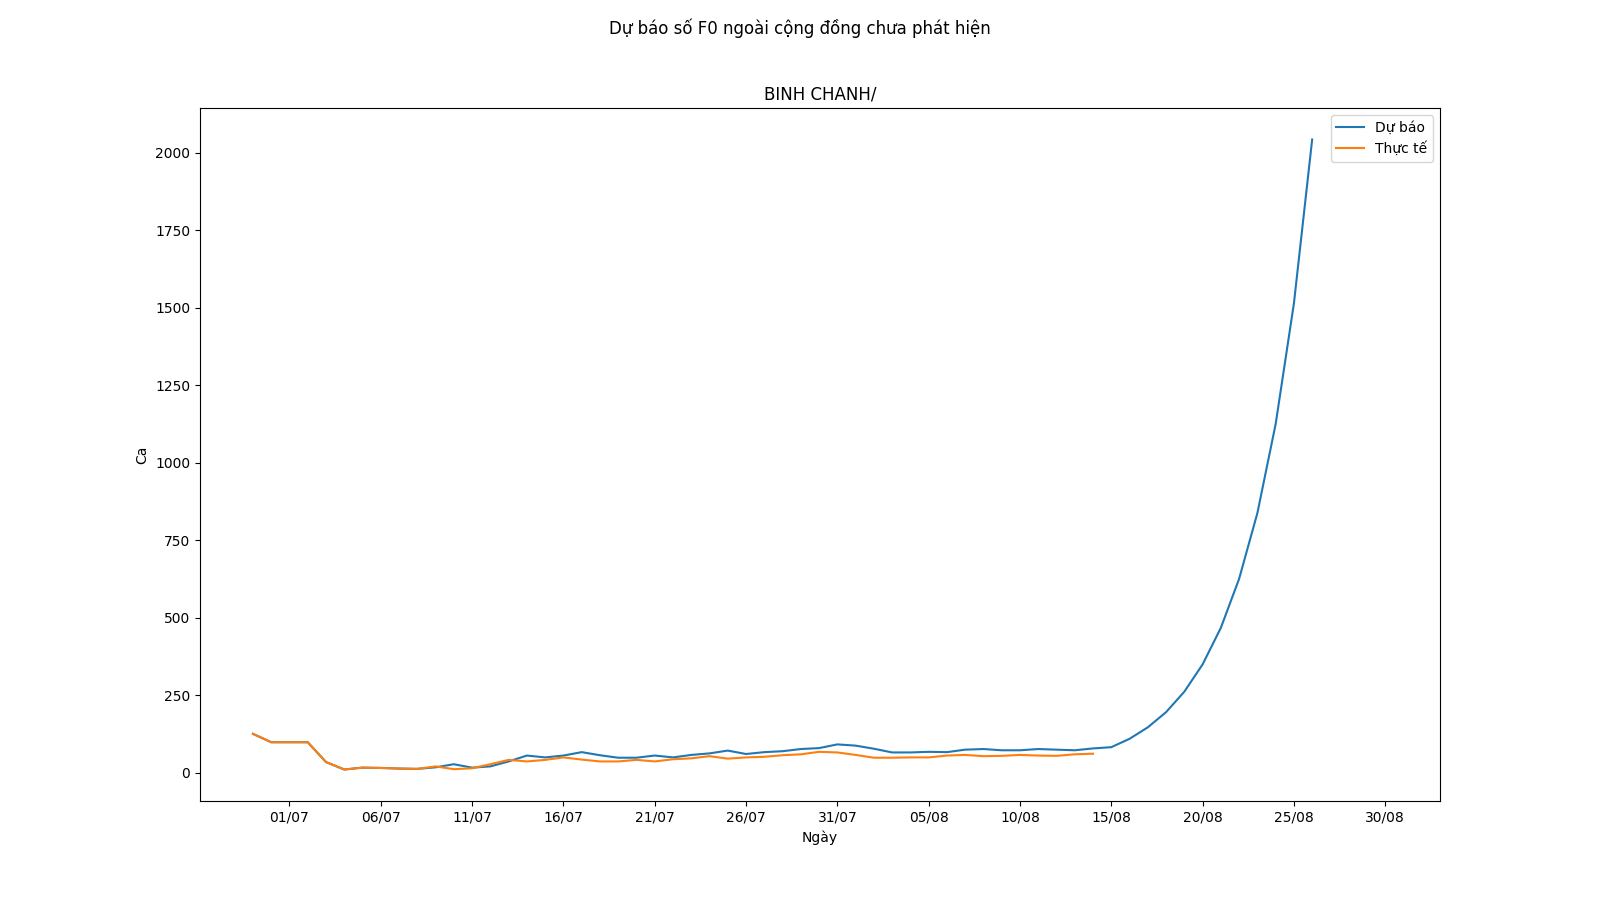 Dự báo số F0 ngoài cộng đồng chưa phát hiện
BINH CHANH/
Dự báo
Thực tế
2000
1750
1500
1250
1000
750
500
250
0
Ca
01/07 06/07 11/07 16/07 21/07 26/07 31/07 05/08 10/08 15/08 20/08 25/08 30/08
Ngày